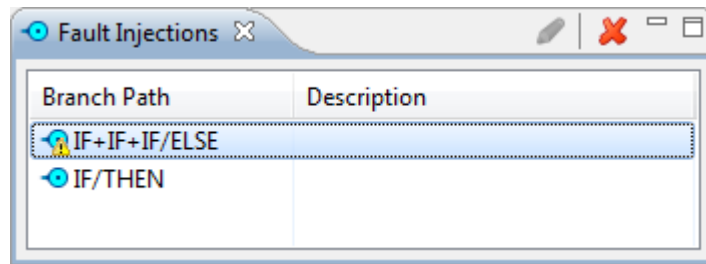 Fault Injections
Branch Path Description
IF+IF+IF/ELSE
IF/THEN